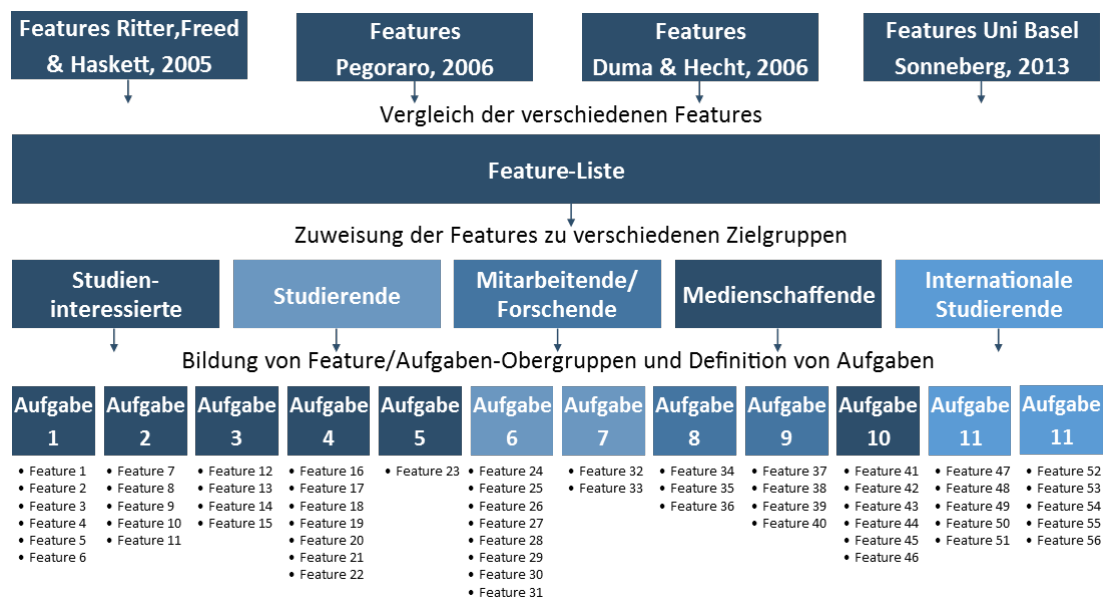 Features Ritter,Freed
& Haskett, 2005
Features
Pegoraro, 2006
Features
Duma & Hecht, 2006
Features Uni Basel
Sonneberg, 2013
Vergleich der verschiedenen Features
Feature-Liste
Zuweisung der Features zu verschiedenen Zielgruppen
Studien-
interessierte
Studierende
Mitarbeitende/
Forschende
Medienschaffende
Internationale
Studierende
Bildung von Feature/Aufgaben-Obergruppen und Definition von Aufgaben
Aufgabe
1
• Feature 1
• Feature 2
• Feature 3
• Feature 4
• Feature 5
• Feature 6
Aufgabe
2
• Feature 7
• Feature 8
• Feature 9
• Feature 10
• Feature 11
Aufgabe
3
• Feature 12
• Feature 13
• Feature 14
• Feature 15
Aufgabe
4
• Feature 16
• Feature 17
• Feature 18
• Feature 19
• Feature 20
• Feature 21
• Feature 22
Aufgabe
5
• Feature 23
Aufgabe
6
• Feature 24
• Feature 25
• Feature 26
• Feature 27
• Feature 28
• Feature 29
• Feature 30
• Feature 31
Aufgabe
7
• Feature 32
• Feature 33
Aufgabe
8
• Feature 34
• Feature 35
• Feature 36
Aufgabe
9
• Feature 37
• Feature 38
• Feature 39
• Feature 40
Aufgabe
10
• Feature 41
• Feature 42
• Feature 43
• Feature 44
• Feature 45
• Feature 46
Aufgabe
11
• Feature 47
• Feature 48
• Feature 49
• Feature 50
• Feature 51
Aufgabe
11
• Feature 52
• Feature 53
• Feature 54
• Feature 55
• Feature 56